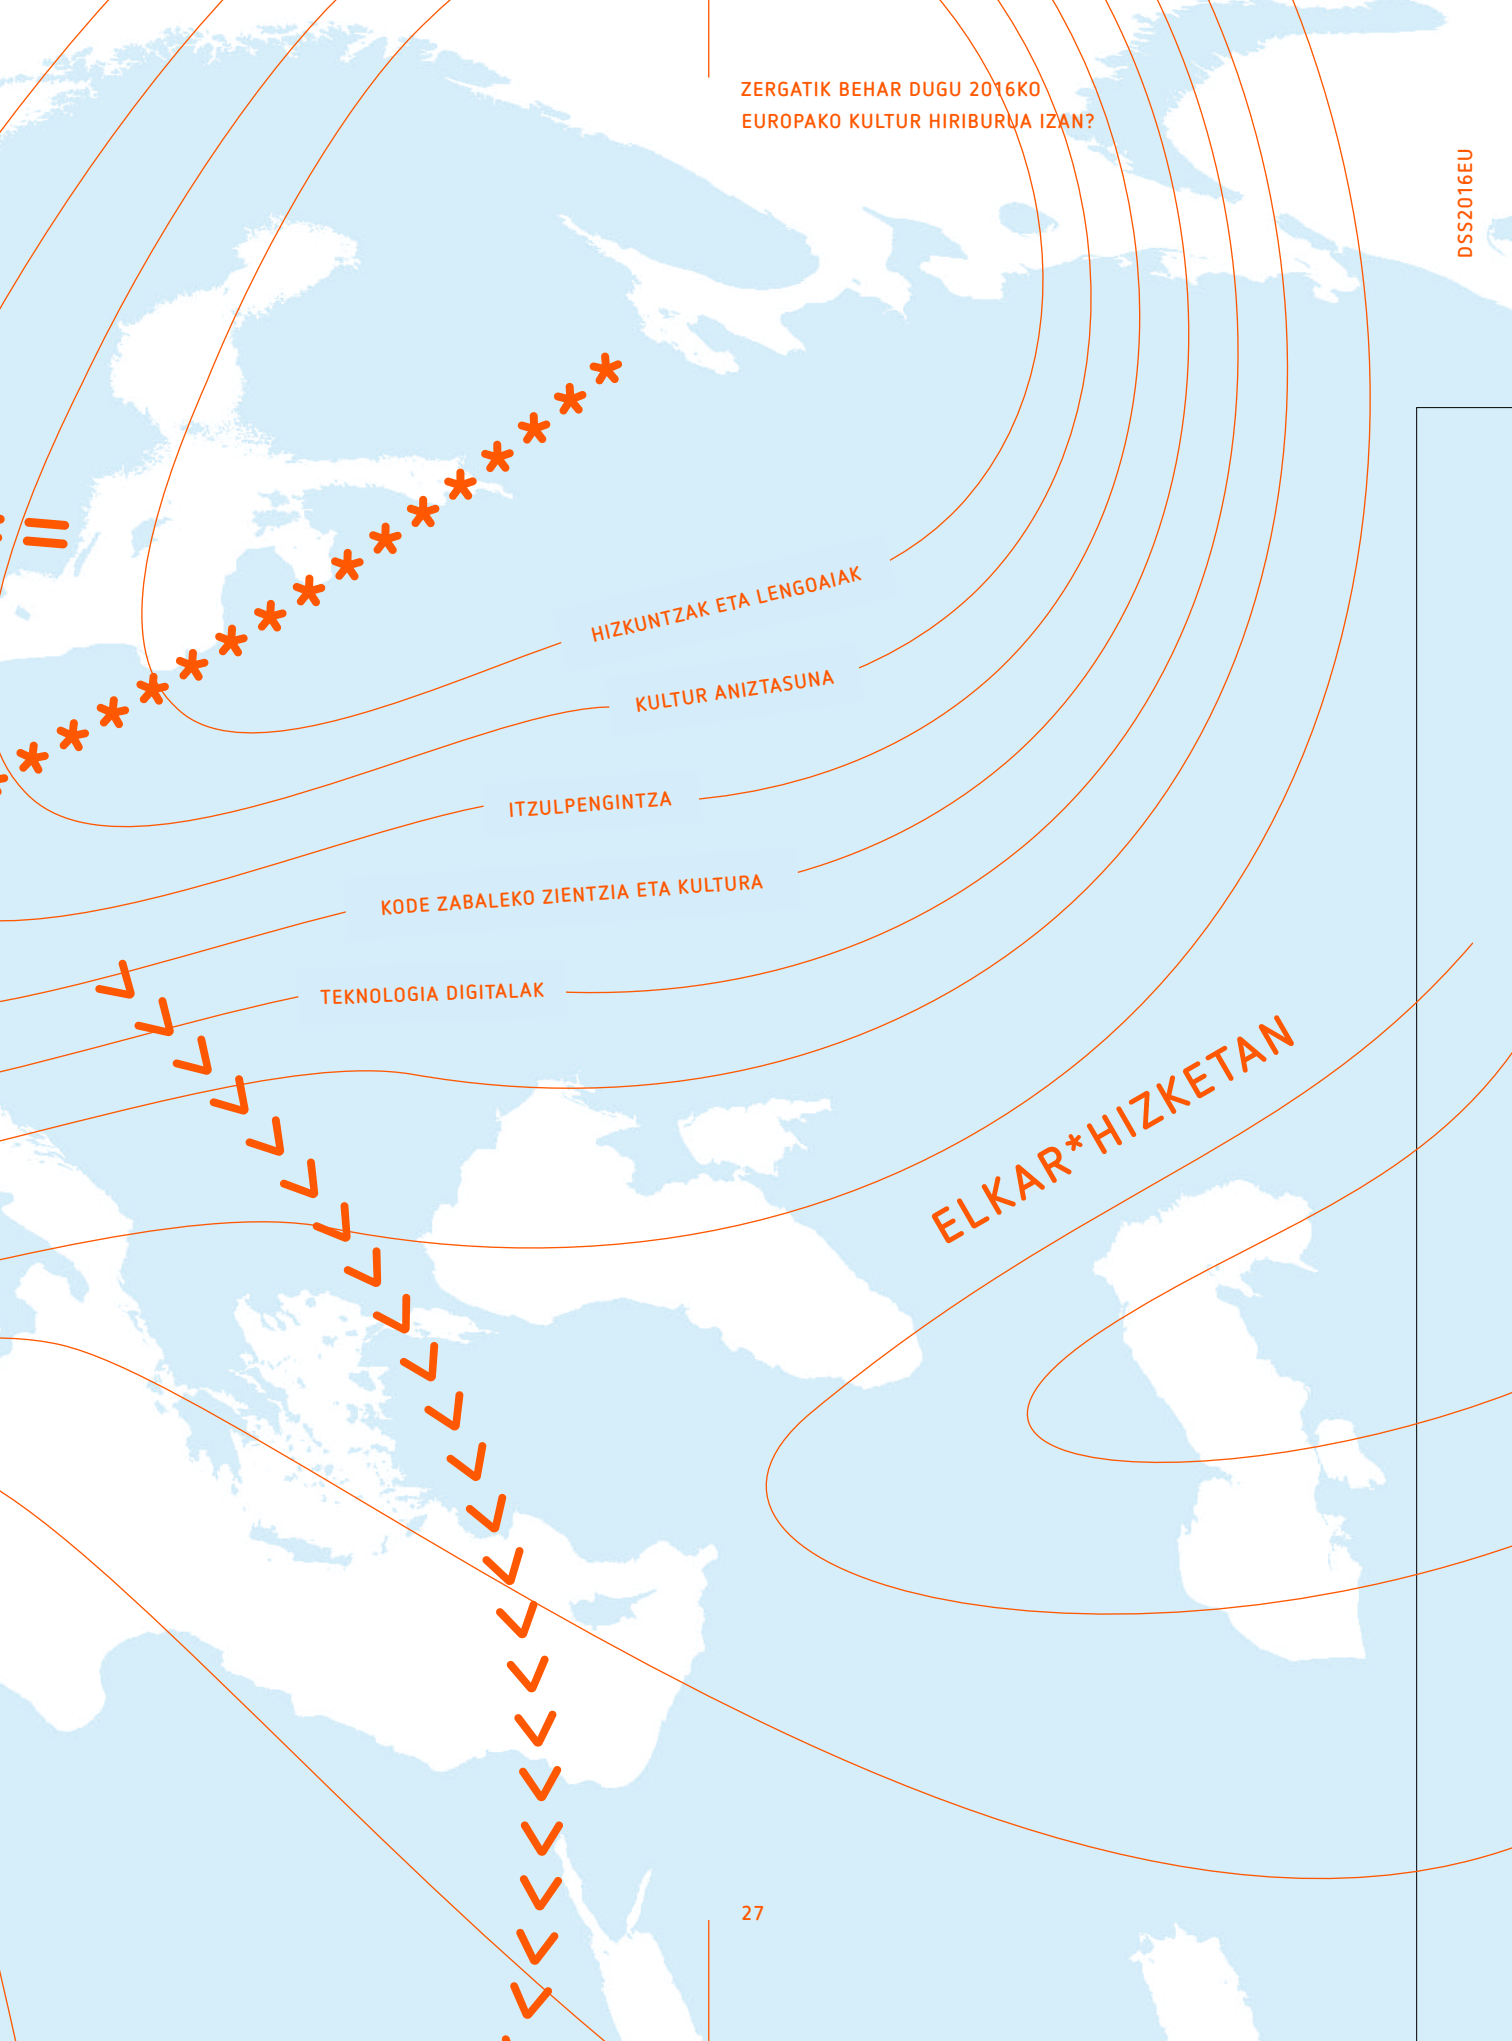 ZERGATIK BEHAR DUGU 2016KO
EUROPAKO KULTUR HIRIBURUA IZAN?
DSS2016EU
HIZKUNTZAK ETA LENGOAIAK
KULTUR ANIZTASUNA
ITZULPENGINTZA
KODE ZABALEKO ZIENTZIA ETA KULTURA
TEKNOLOGIA DIGITALAK
ELKAR*HIZKETAN
27